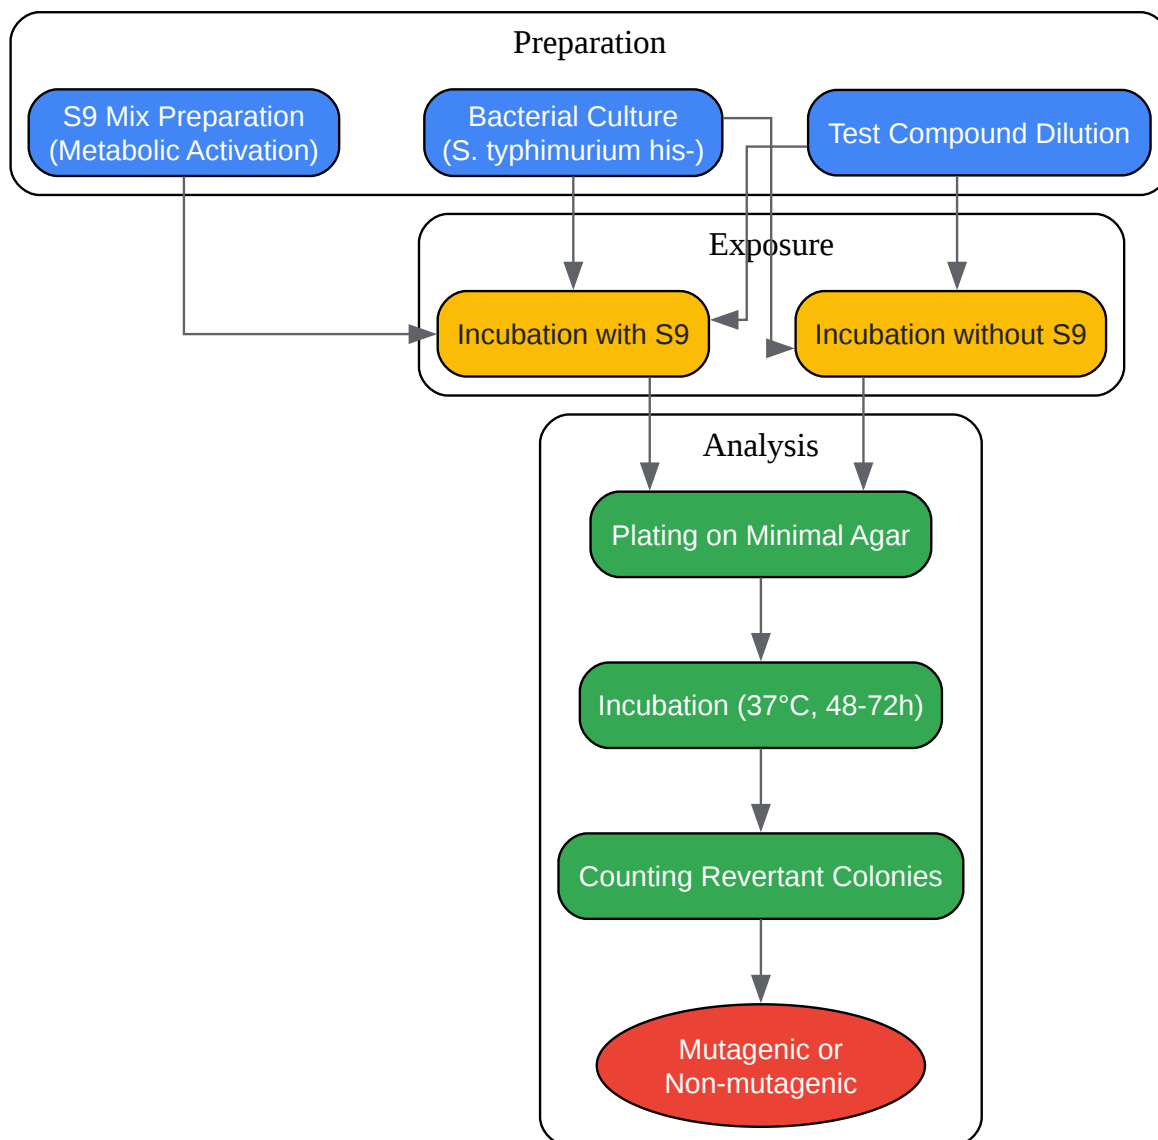 Preparation
S9 Mix Preparation
(Metabolic Activation)
Bacterial Culture
(S. typhimurium his-)
Test Compound Dilution
Exposure
Incubation with S9
Incubation without S9
Analysis
Plating on Minimal Agar
Incubation (37°C, 48-72h)
Counting Revertant Colonies
Mutagenic or
Non-mutagenic